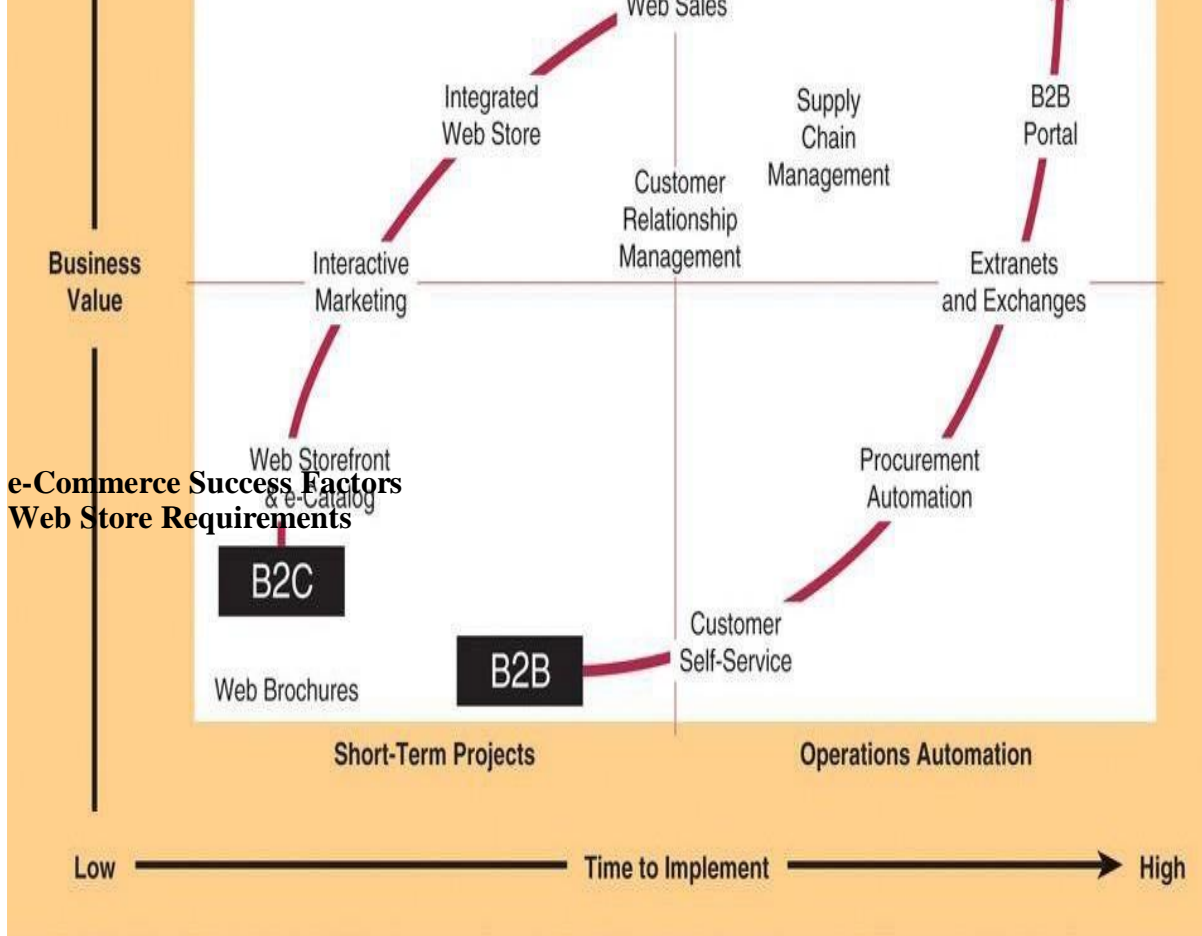 Web Sales
Integrated
Web Store
Supply
Chain
Management
B2B
Portal
Customer
Relationship
Management
Business
Value
Interactive
Marketing
Extranets
and Exchanges
Web Storefront
& e-Catalog
e-Commerce Success Factors
Web Store Requirements
Procurement
Automation
B2C
Customer
Self-Service
B2B
Web Brochures
Short-Term Projects
Operations Automation
Low
Time to Implement
High